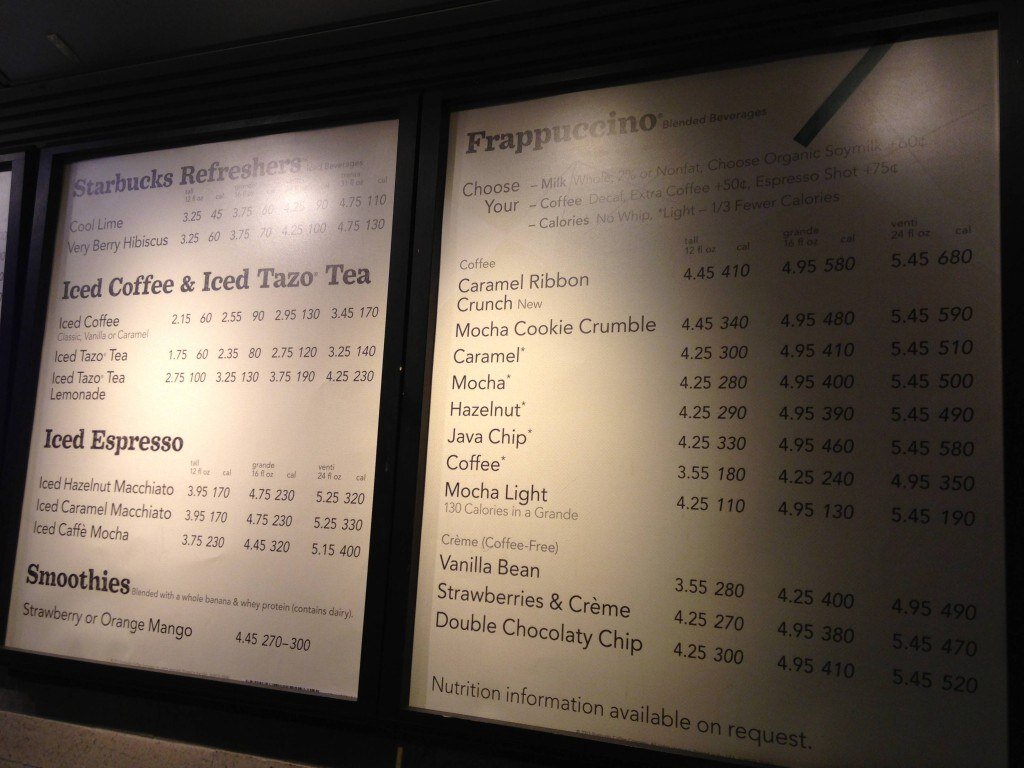 Starbucks Refreshers Iced Beverages
tall grande venti trenta
12 fl oz cal cal cal 31 fl oz cal
Cool Lime 3.25 45 3.75 60 4.25 90 4.75 110
Very Berry Hibiscus 3.25 60 3.75 70 4.25 100 4.75 130
Iced Coffee & Iced Tazo® Tea
Iced Coffee 2.15 60 2.55 90 2.95 130 3.45 170
Classic, Vanilla or Caramel
Iced Tazo® Tea 1.75 60 2.35 80 2.75 120 3.25 140
Iced Tazo® Tea 2.75 100 3.25 130 3.75 190 4.25 230
Lemonade
Iced Espresso
tall grande venti
12 fl oz cal 16 fl oz cal 24 fl oz cal
Iced Hazelnut Macchiato 3.95 170 4.75 230 5.25 320
Iced Caramel Macchiato 3.95 170 4.75 230 5.25 330
Iced Caffè Mocha 3.75 230 4.45 320 5.15 400
Smoothies Blended with a whole banana & whey protein (contains dairy).
Strawberry or Orange Mango 4.45 270–300
Frappuccino® Blended Beverages
Choose – Milk Whole, 2% or Nonfat, Choose Organic Soymilk +60¢
Your – Coffee Decaf, Extra Coffee +50¢, Espresso Shot +75¢
– Calories No Whip, *Light – 1/3 Fewer Calories
tall grande venti
12 fl oz cal 16 fl oz cal 24 fl oz cal
Coffee
Caramel Ribbon 4.45 410 4.95 580 5.45 680
Crunch New
Mocha Cookie Crumble 4.45 340 4.95 480 5.45 590
Caramel* 4.25 300 4.95 410 5.45 510
Mocha* 4.25 280 4.95 400 5.45 500
Hazelnut* 4.25 290 4.95 390 5.45 490
Java Chip* 4.25 330 4.95 460 5.45 580
Coffee* 3.55 180 4.25 240 4.95 350
Mocha Light 4.25 110 4.95 130 5.45 190
130 Calories in a Grande
Crème (Coffee-Free)
Vanilla Bean 3.55 280 4.25 400 4.95 490
Strawberries & Crème 4.25 270 4.95 380 5.45 470
Double Chocolaty Chip 4.25 300 4.95 410 5.45 520
Nutrition information available on request.